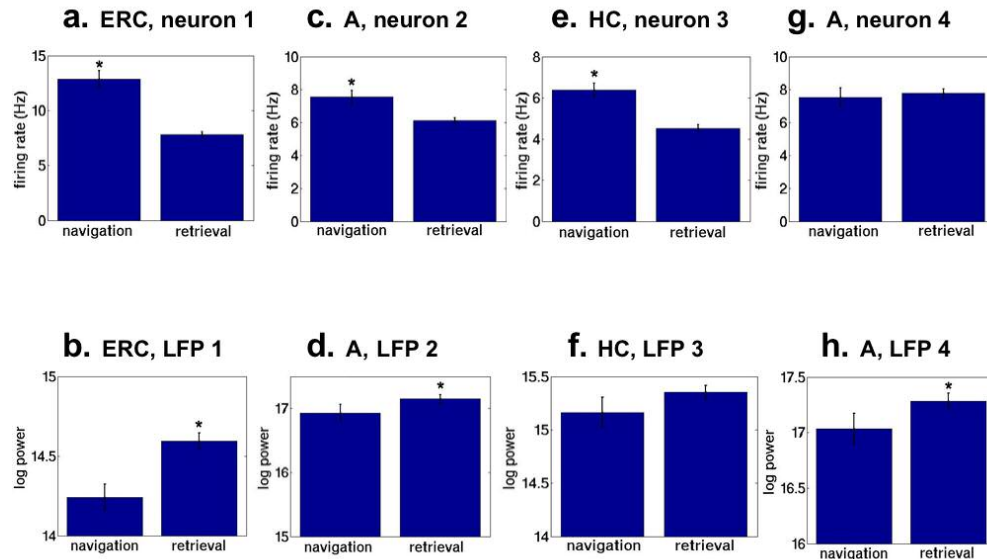 a. ERC, neuron 1
15
10
5
0
firing rate (Hz)
*
navigation retrieval
c. A, neuron 2
10
8
6
4
2
0
firing rate (Hz)
*
navigation retrieval
e. HC, neuron 3
8
6
4
2
0
firing rate (Hz)
*
navigation retrieval
g. A, neuron 4
10
8
6
4
2
0
firing rate (Hz)
navigation retrieval
b. ERC, LFP 1
15
14.5
14
log power
*
navigation retrieval
d. A, LFP 2
17
16
15
log power
*
navigation retrieval
f. HC, LFP 3
15.5
15
14.5
14
log power
navigation retrieval
h. A, LFP 4
17.5
17
16.5
16
log power
*
navigation retrieval